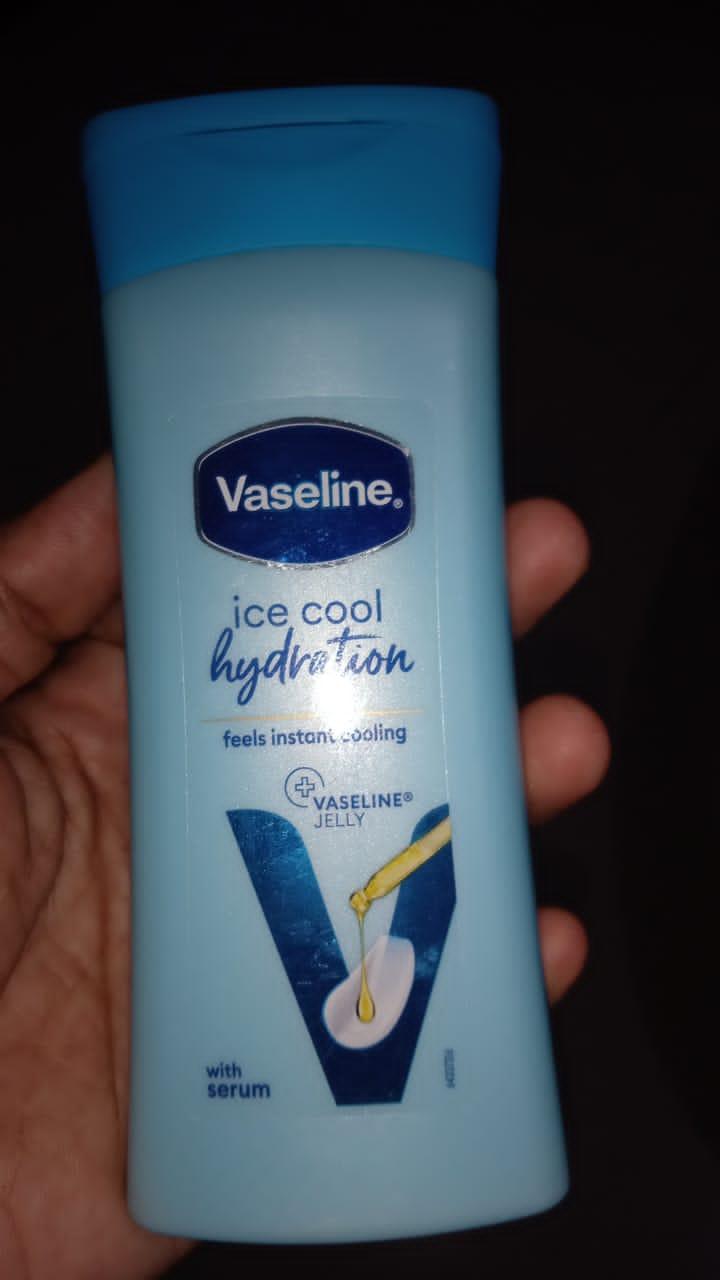 Vaseline®
ice cool
hydration
feels instant cooling
VASELINE®
JELLY
with
serum